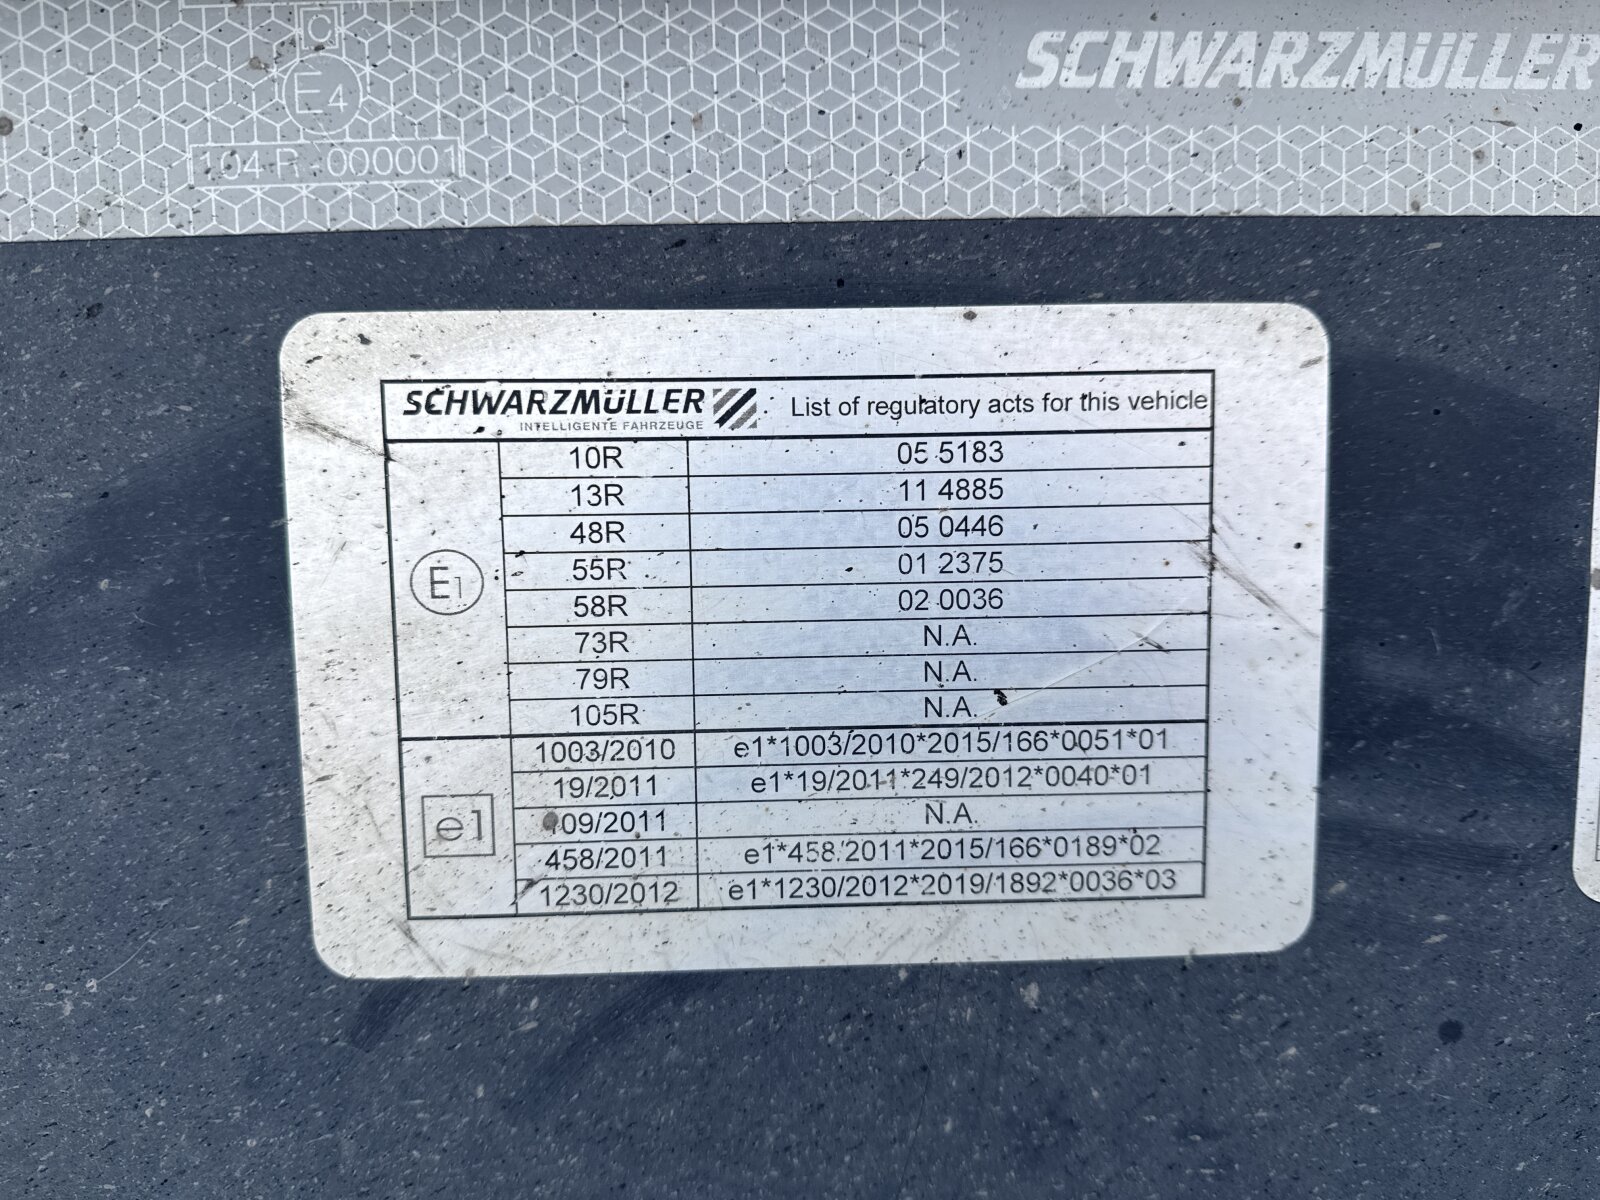 C
E4
104 R - 000001
SCHWARZMÜLLER
SCHWARZMÜLLER
INTELLIGENTE FAHRZEUGE
List of regulatory acts for this vehicle
E1
10R 05 5183
13R 11 4885
48R 05 0446
55R 01 2375
58R 02 0036
73R N.A.
79R N.A.
105R N.A.
e1
1003/2010 e1*1003/2010*2015/166*0051*01
19/2011 e1*19/2011*249/2012*0040*01
109/2011 N.A.
458/2011 e1*458/2011*2015/166*0189*02
1230/2012 e1*1230/2012*2019/1892*0036*03